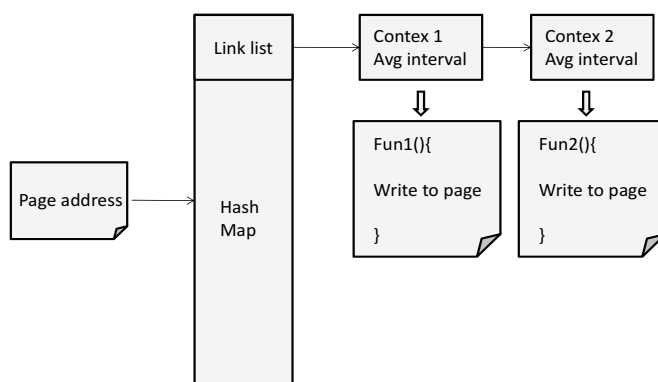 Link list
Contex 1
Avg interval
Contex 2
Avg interval
Page address
Hash
Map
Fun1(){
Write to page
}
Fun2(){
Write to page
}